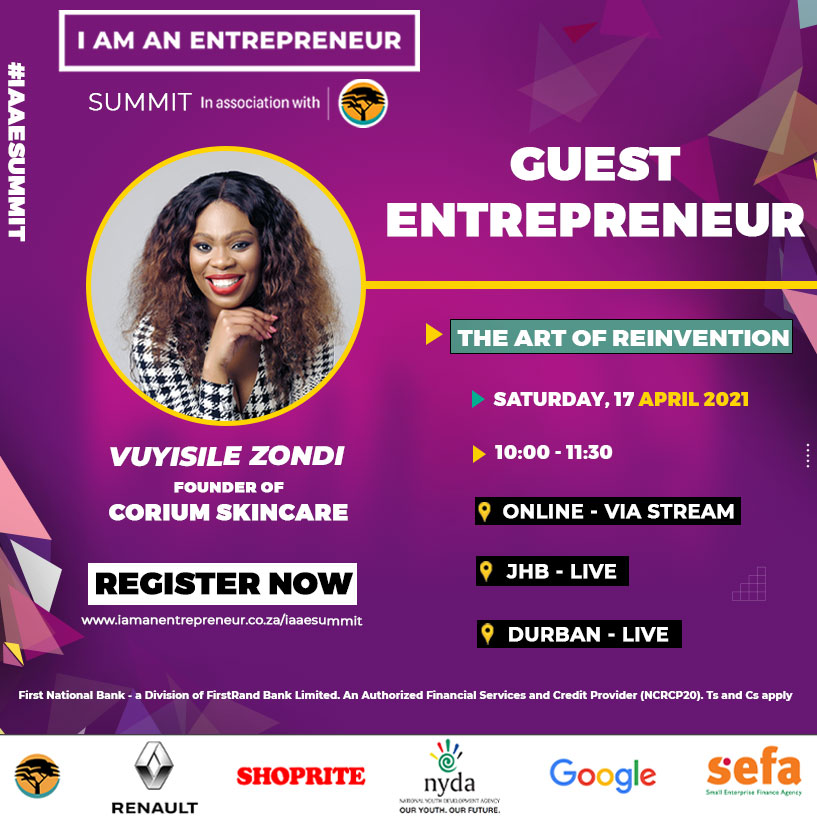 I AM AN ENTREPRENEUR
SUMMIT In association with
#IAAESUMMIT
GUEST
ENTREPRENEUR
THE ART OF REINVENTION
SATURDAY, 17 APRIL 2021
10:00 - 11:30
ONLINE - VIA STREAM
JHB - LIVE
DURBAN - LIVE
VUYISILE ZONDI
FOUNDER OF
CORIUM SKINCARE
REGISTER NOW
www.iamanentrepreneur.co.za/iaaesummit
First National Bank - a Division of FirstRand Bank Limited. An Authorized Financial Services and Credit Provider (NCRCP20). Ts and Cs apply
RENAULT
SHOPRITE
nyda
NATIONAL YOUTH DEVELOPMENT AGENCY
OUR YOUTH. OUR FUTURE.
Google
sefa
Small Enterprise Finance Agency